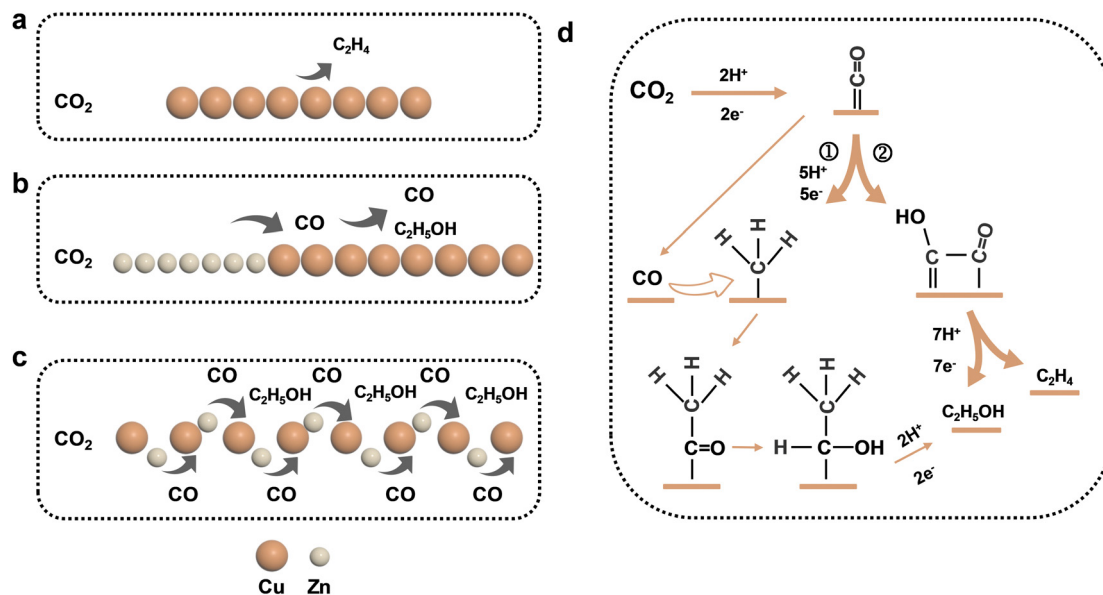 a
C₂H₄
CO₂
b
CO
CO
C₂H₅OH
CO₂
c
CO CO CO
C₂H₅OH C₂H₅OH C₂H₅OH
CO₂
CO CO CO CO
Cu Zn
d
CO₂
2H⁺
2e⁻
O
C
① ②
5H⁺
5e⁻
H H H
C
CO
HO O
C C
7H⁺
7e⁻
C₂H₄
C₂H₅OH
H H H
C
C=O
C
H H H
C
H C OH
2H⁺
2e⁻